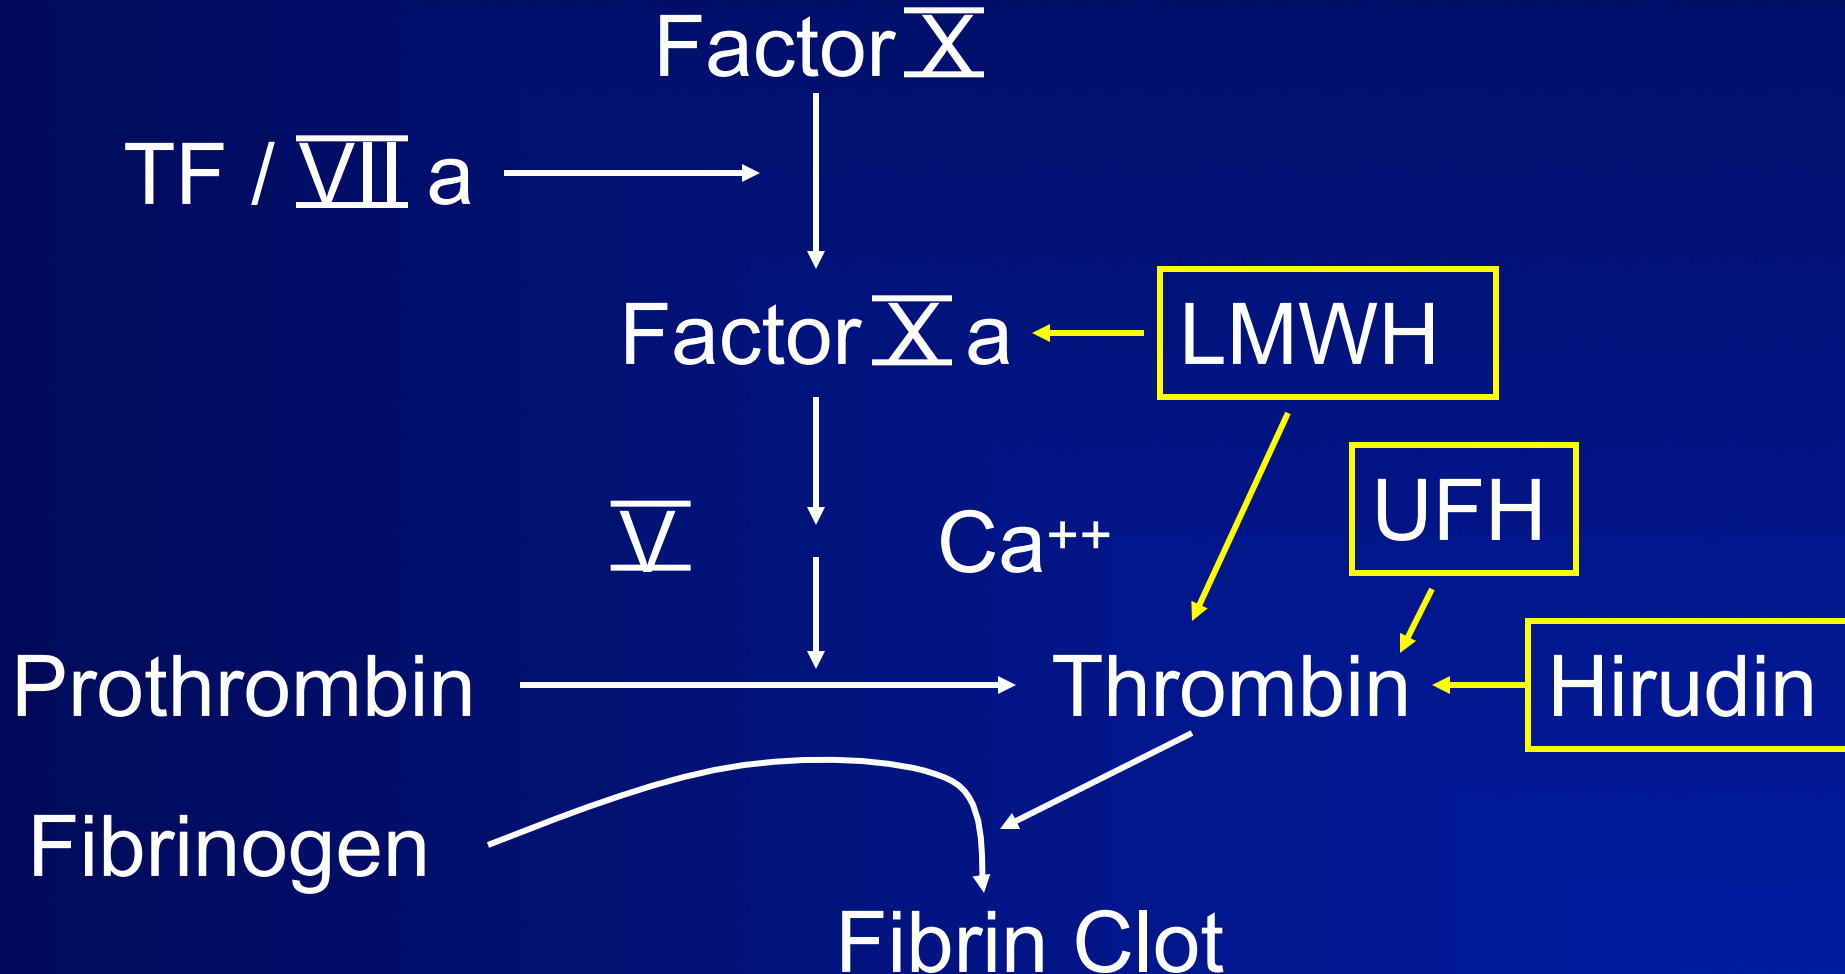 Factor X
TF / VII a
Factor X a
LMWH
UFH
V
Ca++
Prothrombin
Thrombin
Hirudin
Fibrinogen
Fibrin Clot